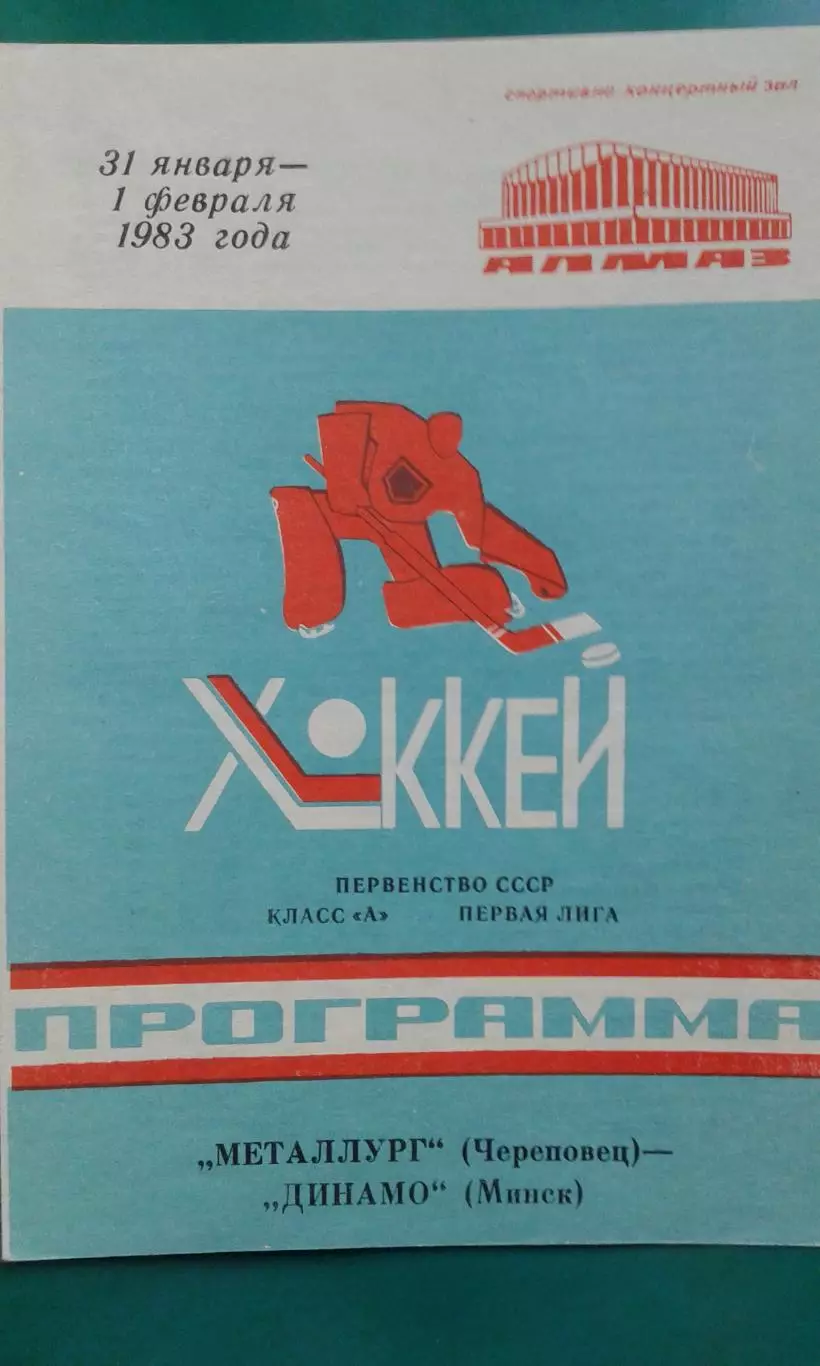 спортивно-концертный зал
31 января—
1 февраля
1983 года
АЛМАЗ
ХОККЕЙ
ПЕРВЕНСТВО СССР
КЛАСС «А» ПЕРВАЯ ЛИГА
ПРОГРАММА
„МЕТАЛЛУРГ“ (Череповец)—
„ДИНАМО“ (Минск)